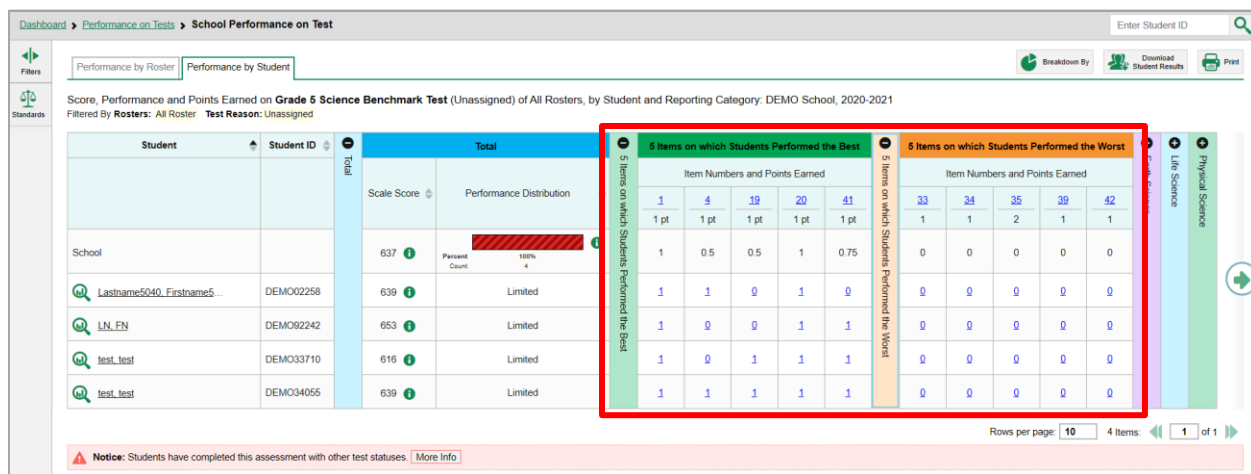 Dashboard > Performance on Tests > School Performance on Test
Enter Student ID
Filters
Standards
Performance by Roster
Performance by Student
Breakdown By
Download
Student Results
Print
Score, Performance and Points Earned on Grade 5 Science Benchmark Test (Unassigned) of All Rosters, by Student and Reporting Category: DEMO School, 2020-2021
Filtered By Rosters: All Roster Test Reason: Unassigned
Student
Student ID
Total
Total
5 Items on which Students Performed the Best
5 Items on which Students Performed the Best
5 Items on which Students Performed the Worst
5 Items on which Students Performed the Worst
Life Science
Physical Science
Scale Score
Performance Distribution
Item Numbers and Points Earned
Item Numbers and Points Earned
1 4 19 20 41 33 34 35 39 42
1 pt 1 pt 1 pt 1 pt 1 pt 1 1 2 1 1
School 637 1 0.5 0.5 1 0.75 0 0 0 0 0
Percent 100%
Count 4
Lastname5040, Firstname5... DEMO02258 639 Limited 1 1 0 1 0 0 0 0 0 0
LN, FN DEMO92242 653 Limited 1 0 0 1 1 0 0 0 0 0
test, test DEMO33710 616 Limited 1 0 1 1 1 0 0 0 0 0
test, test DEMO34055 639 Limited 1 1 1 1 1 0 0 0 0 0
Rows per page: 10 4 Items: 1 of 1
Notice: Students have completed this assessment with other test statuses. More Info